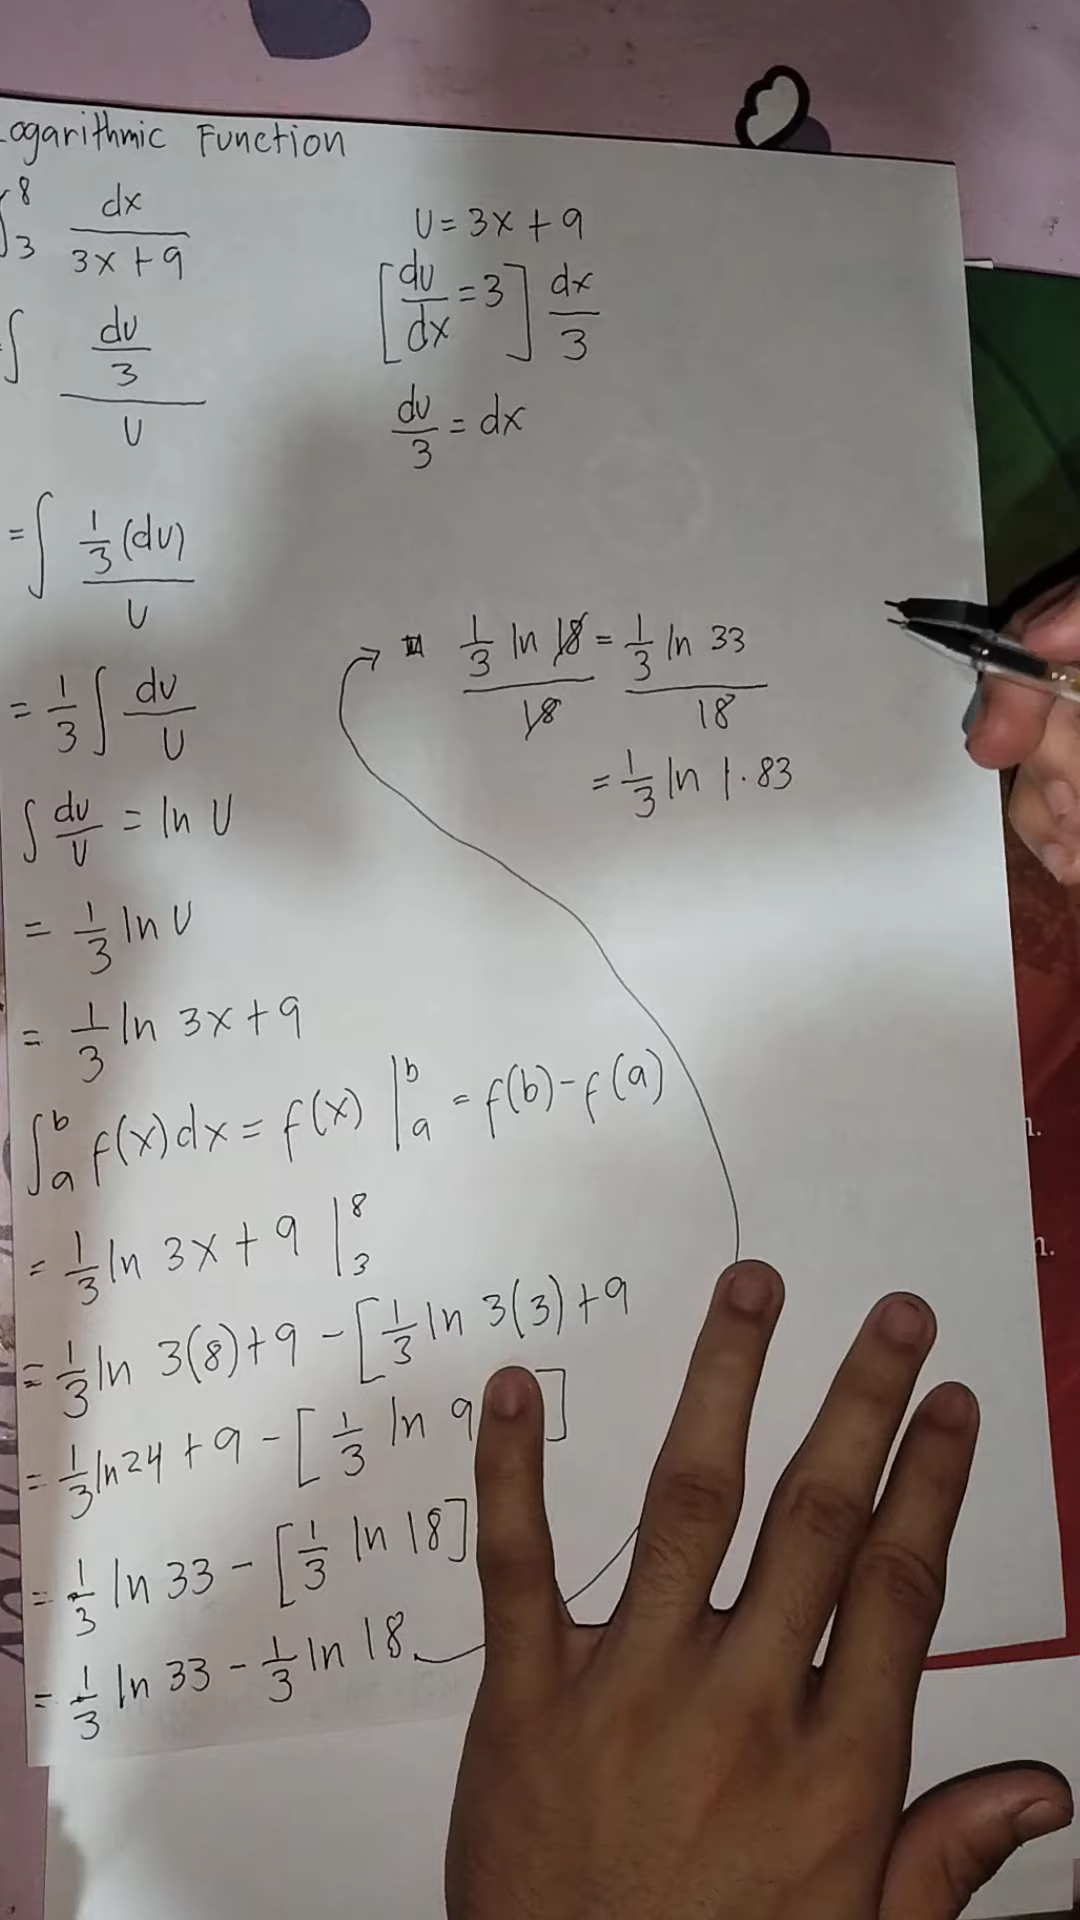 Logarithmic Function
∫₃⁸ dx/(3x+9)
∫ (du/3)/u
= ∫ (1/3(du))/u
= 1/3 ∫ du/u
∫ du/u = ln u
= 1/3 ln u
= 1/3 ln 3x+9
∫ₐᵇ f(x)dx = f(x) |ₐᵇ = f(b)-f(a)
= 1/3 ln 3x+9 |₃⁸
= 1/3 ln 3(8)+9 - [1/3 ln 3(3)+9
= 1/3 ln 24+9 - [1/3 ln 9 ]
= 1/3 ln 33 - [1/3 ln 18]
= 1/3 ln 33 - 1/3 ln 18
u = 3x+9
[du/dx = 3] dx/3
du/3 = dx
(1/3 ln 18)/18 = (1/3 ln 33)/18
= 1/3 ln 1.83